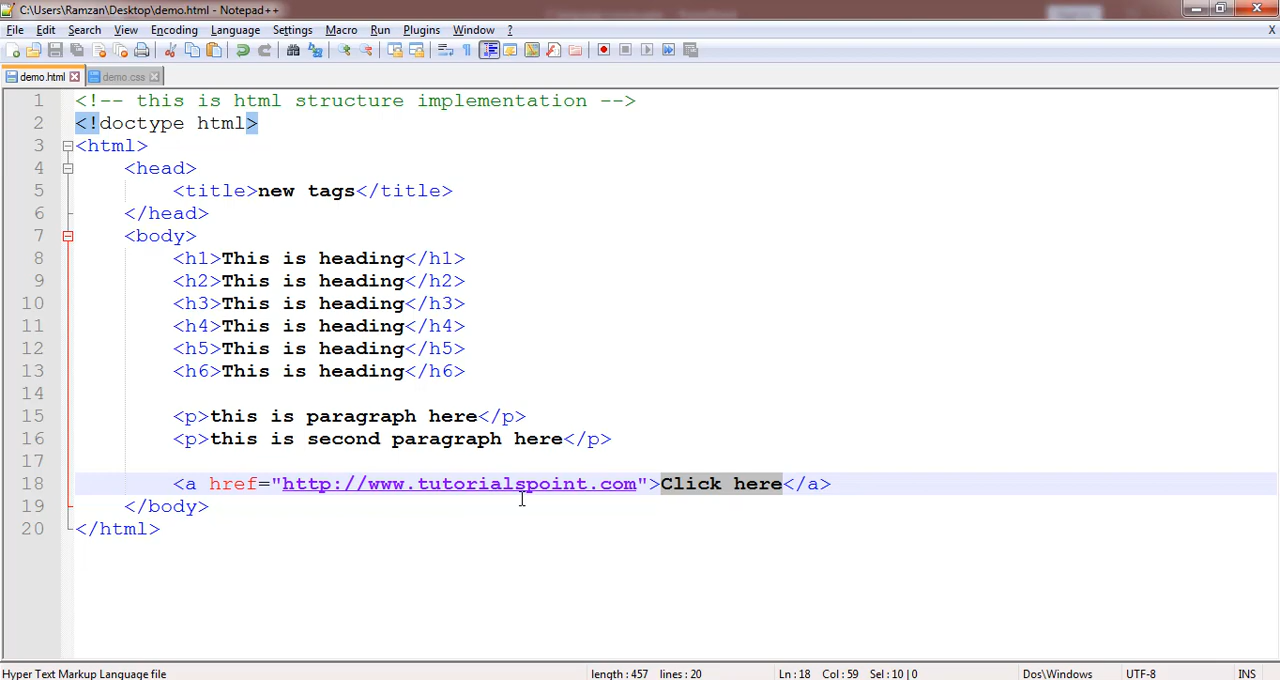 C:\Users\Ramzan\Desktop\demo.html - Notepad++
File Edit Search View Encoding Language Settings Macro Run Plugins Window ? X
demo.html demo.css
1 <!-- this is html structure implementation -->
2 <!doctype html>
3 <html>
4 <head>
5 <title>new tags</title>
6 </head>
7 <body>
8 <h1>This is heading</h1>
9 <h2>This is heading</h2>
10 <h3>This is heading</h3>
11 <h4>This is heading</h4>
12 <h5>This is heading</h5>
13 <h6>This is heading</h6>
14
15 <p>this is paragraph here</p>
16 <p>this is second paragraph here</p>
17
18 <a href="http://www.tutorialspoint.com">Click here</a>
19 </body>
20 </html>
Hyper Text Markup Language file length : 457 lines : 20 Ln : 18 Col : 59 Sel : 10 | 0 Dos\Windows UTF-8 INS